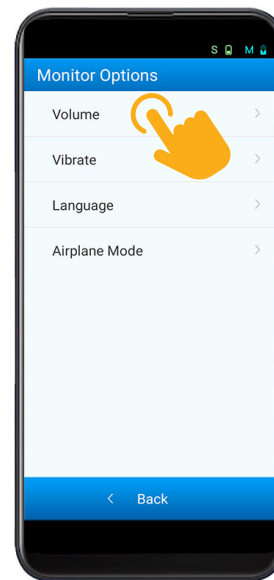 S M
Monitor Options
Volume
Vibrate
Language
Airplane Mode
Back